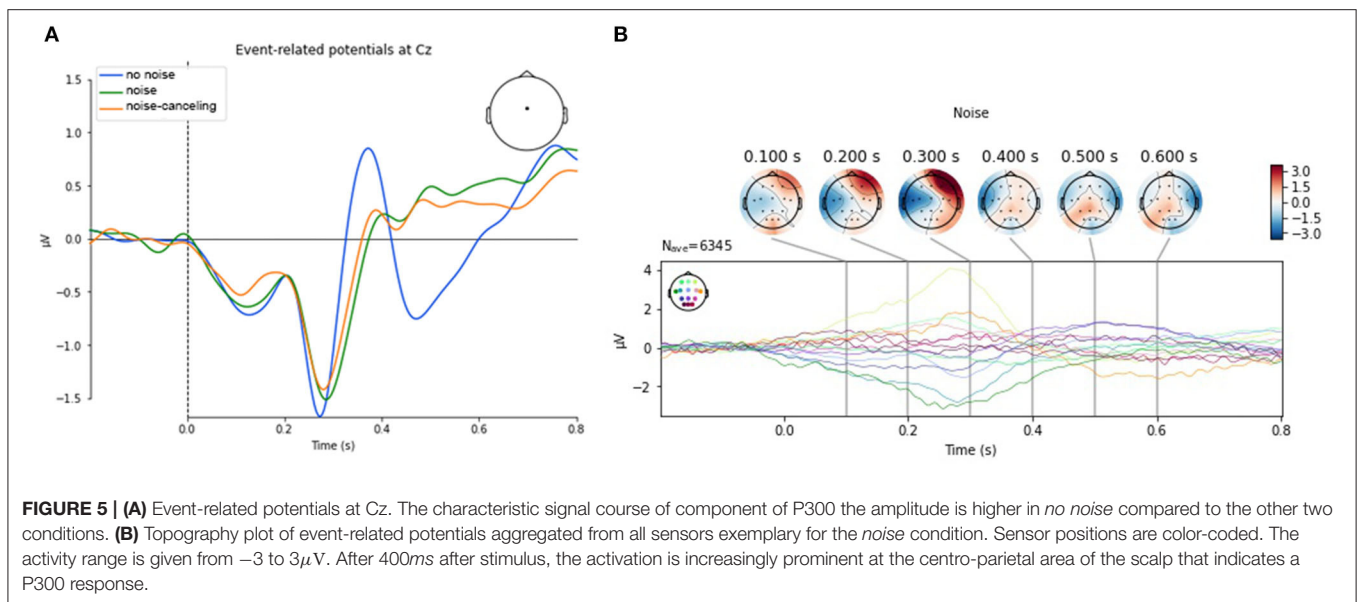 A
Event-related potentials at Cz
no noise
noise
noise-canceling
1.5
1.0
0.5
0.0
−0.5
−1.0
−1.5
μV
0.0 0.2 0.4 0.6 0.8
Time (s)
B
Noise
0.100 s 0.200 s 0.300 s 0.400 s 0.500 s 0.600 s
3.0
1.5
0.0
−1.5
−3.0
Nave=6345
4
2
0
−2
μV
0.0 0.2 0.4 0.6 0.8
Time (s)
FIGURE 5 | (A) Event-related potentials at Cz. The characteristic signal course of component of P300 the amplitude is higher in no noise compared to the other two
conditions. (B) Topography plot of event-related potentials aggregated from all sensors exemplary for the noise condition. Sensor positions are color-coded. The
activity range is given from −3 to 3μV. After 400ms after stimulus, the activation is increasingly prominent at the centro-parietal area of the scalp that indicates a
P300 response.